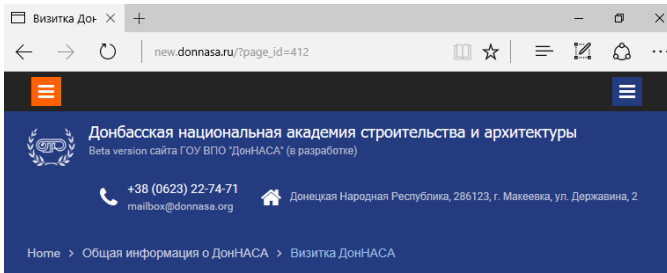 Визитка Дон
new.donnasa.ru/?page_id=412
Донбасская национальная академия строительства и архитектуры
Beta version сайта ГОУ ВПО "ДонНАСА" (в разработке)
+38 (0623) 22-74-71
mailbox@donnasa.org
Донецкая Народная Республика, 286123, г. Макеевка, ул. Державина, 2
Home > Общая информация о ДонНАСА > Визитка ДонНАСА